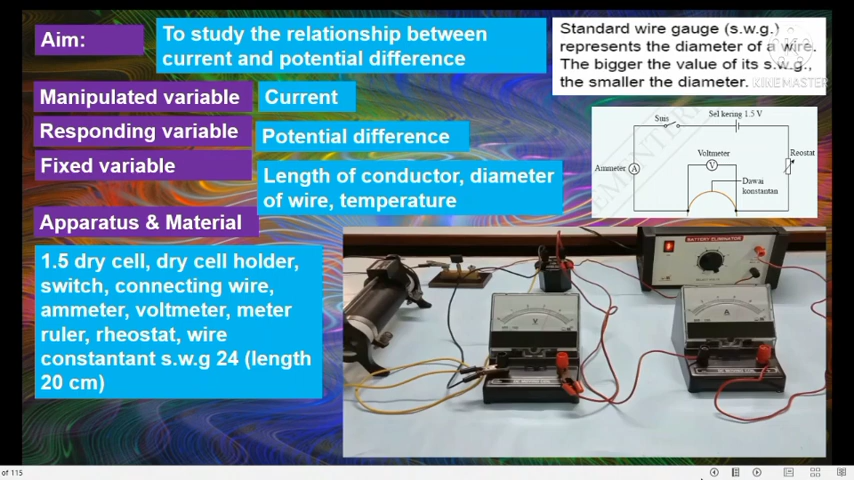 Aim:
To study the relationship between
current and potential difference
Standard wire gauge (s.w.g.)
represents the diameter of a wire.
The bigger the value of its s.w.g.,
the smaller the diameter.
KINEMASTER
Manipulated variable
Current
Responding variable
Potential difference
Fixed variable
Length of conductor, diameter
of wire, temperature
Apparatus & Material
1.5 dry cell, dry cell holder,
switch, connecting wire,
ammeter, voltmeter, meter
ruler, rheostat, wire
constantant s.w.g 24 (length
20 cm)
Suis
Sel kering 1.5 V
Voltmeter
V
Reostat
Ammeter
A
Dawai
konstantan
BATTERY ELIMINATOR
V
A
of 115